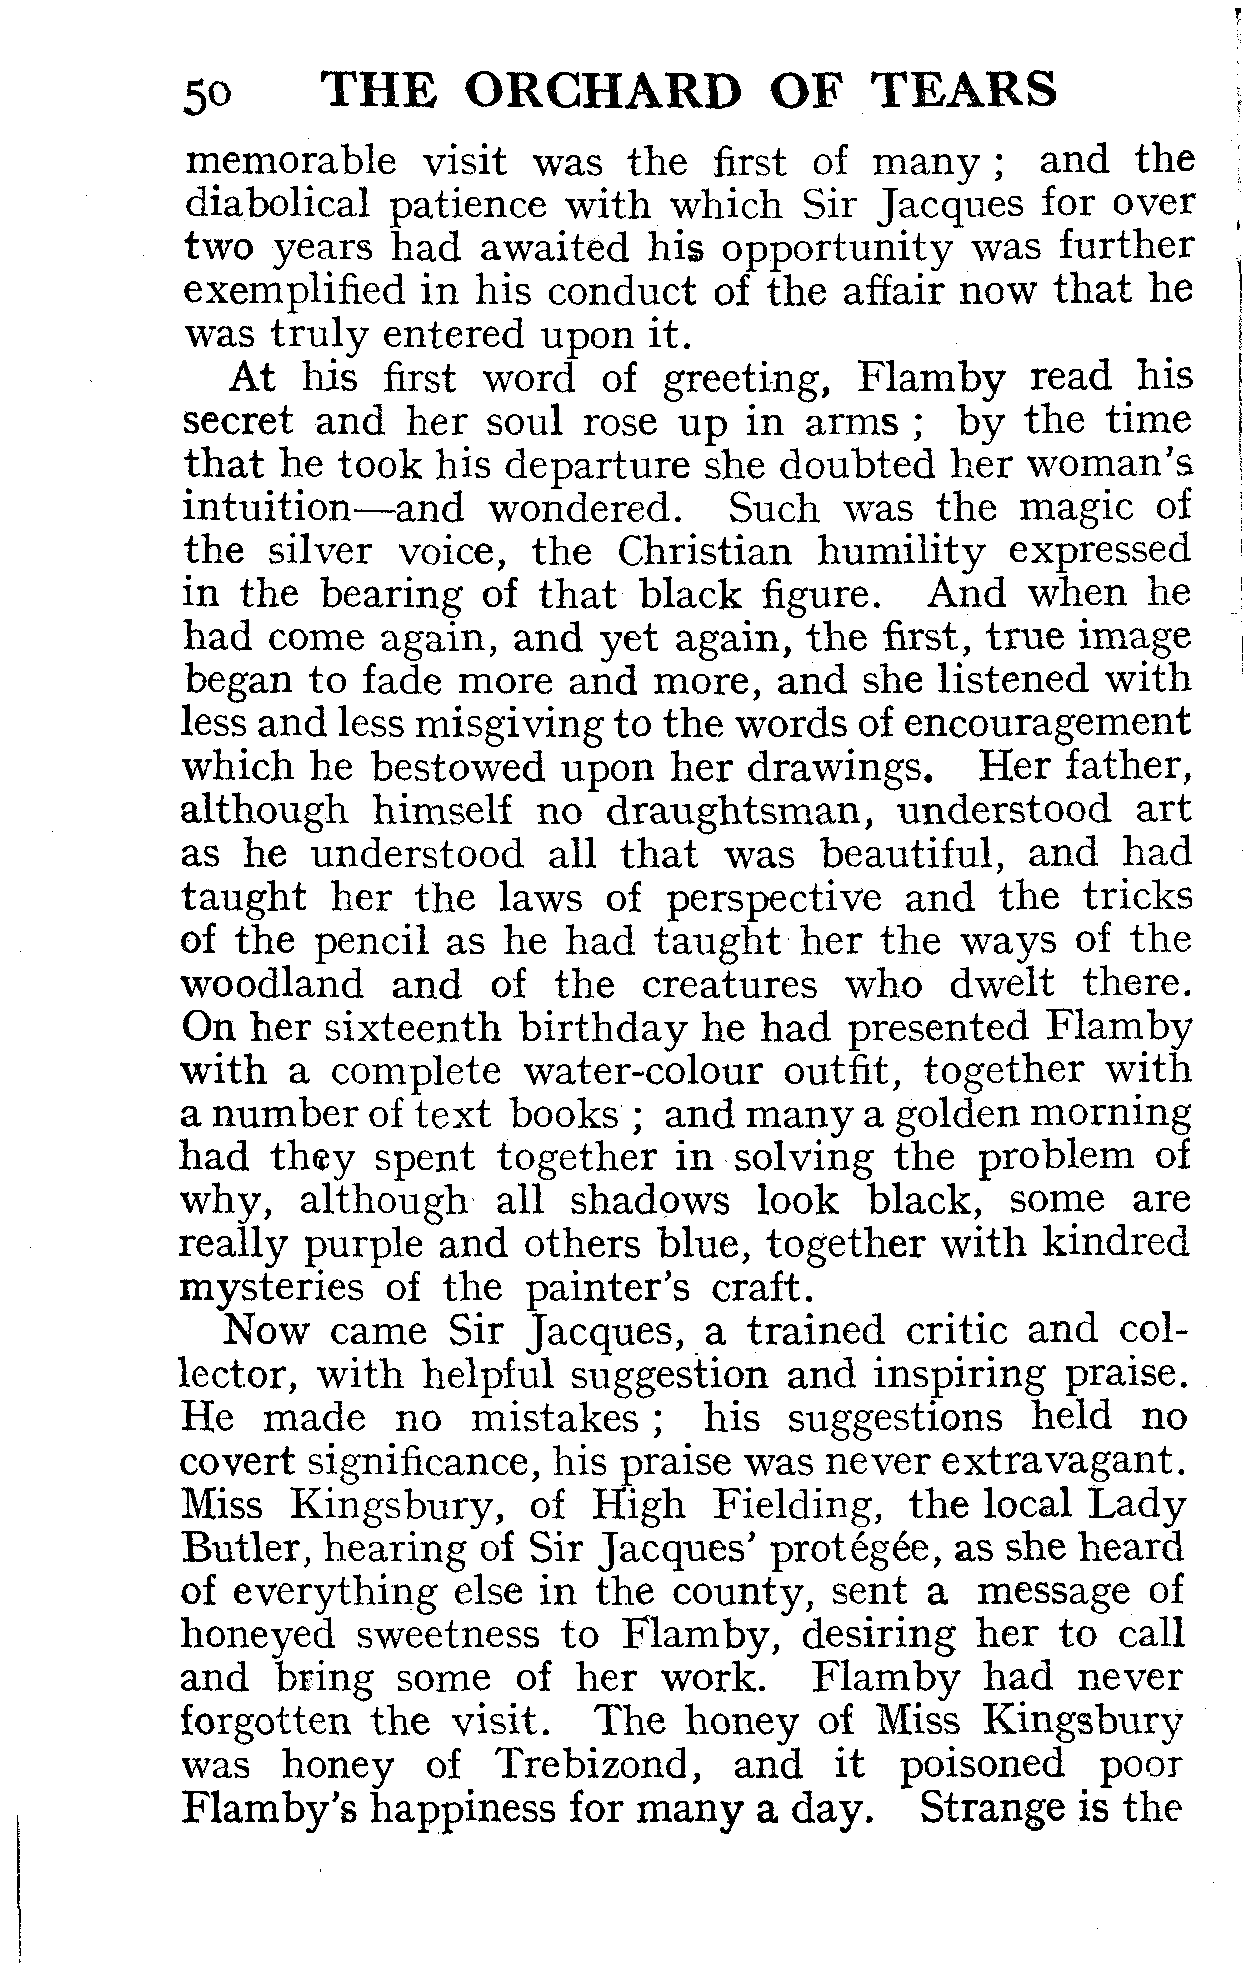 50 THE ORCHARD OF TEARS
memorable visit was the first of many ; and the
diabolical patience with which Sir Jacques for over
two years had awaited his opportunity was further
exemplified in his conduct of the affair now that he
was truly entered upon it.
At his first word of greeting, Flamby read his
secret and her soul rose up in arms ; by the time
that he took his departure she doubted her woman's
intuition—and wondered. Such was the magic of
the silver voice, the Christian humility expressed
in the bearing of that black figure. And when he
had come again, and yet again, the first, true image
began to fade more and more, and she listened with
less and less misgiving to the words of encouragement
which he bestowed upon her drawings. Her father,
although himself no draughtsman, understood art
as he understood all that was beautiful, and had
taught her the laws of perspective and the tricks
of the pencil as he had taught her the ways of the
woodland and of the creatures who dwelt there.
On her sixteenth birthday he had presented Flamby
with a complete water-colour outfit, together with
a number of text books ; and many a golden morning
had they spent together in solving the problem of
why, although all shadows look black, some are
really purple and others blue, together with kindred
mysteries of the painter's craft.
Now came Sir Jacques, a trained critic and col-
lector, with helpful suggestion and inspiring praise.
He made no mistakes ; his suggestions held no
covert significance, his praise was never extravagant.
Miss Kingsbury, of High Fielding, the local Lady
Butler, hearing of Sir Jacques' protégée, as she heard
of everything else in the county, sent a message of
honeyed sweetness to Flamby, desiring her to call
and bring some of her work. Flamby had never
forgotten the visit. The honey of Miss Kingsbury
was honey of Trebizond, and it poisoned poor
Flamby's happiness for many a day. Strange is the